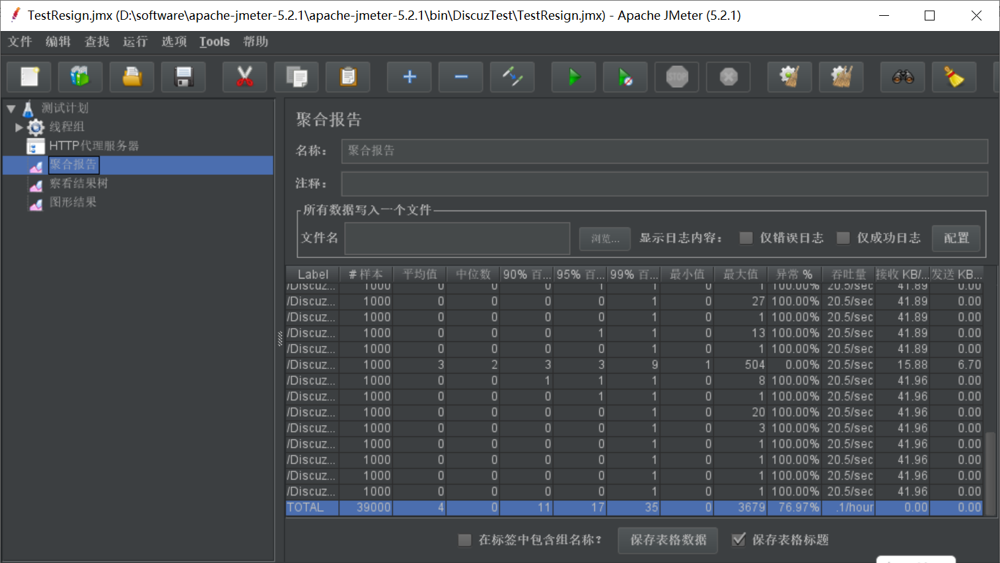 TestResign.jmx (D:\software\apache-jmeter-5.2.1\apache-jmeter-5.2.1\bin\DiscuzTest\TestResign.jmx) - Apache JMeter (5.2.1)
文件 编辑 查找 运行 选项 Tools 帮助
STOP
测试计划
线程组
HTTP代理服务器
聚合报告
察看结果树
图形结果
聚合报告
名称： 聚合报告
注释：
所有数据写入一个文件
文件名 浏览... 显示日志内容： 仅错误日志 仅成功日志 配置
Label # 样本 平均值 中位数 90% 百... 95% 百... 99% 百... 最小值 最大值 异常 % 吞吐量 接收 KB/... 发送 KB...
/Discuz... 1000 0 0 0 1 1 0 1 100.00% 20.5/sec 41.89 0.00
/Discuz... 1000 0 0 0 0 1 0 27 100.00% 20.5/sec 41.89 0.00
/Discuz... 1000 0 0 0 0 1 0 1 100.00% 20.5/sec 41.89 0.00
/Discuz... 1000 0 0 0 1 1 0 13 100.00% 20.5/sec 41.89 0.00
/Discuz... 1000 0 0 0 0 1 0 1 100.00% 20.5/sec 41.89 0.00
/Discuz... 1000 3 2 3 3 9 1 504 0.00% 20.5/sec 15.88 6.70
/Discuz... 1000 0 0 1 1 1 0 8 100.00% 20.5/sec 41.96 0.00
/Discuz... 1000 0 0 0 1 1 0 1 100.00% 20.5/sec 41.96 0.00
/Discuz... 1000 0 0 0 0 1 0 20 100.00% 20.5/sec 41.96 0.00
/Discuz... 1000 0 0 0 0 1 0 3 100.00% 20.5/sec 41.96 0.00
/Discuz... 1000 0 0 0 0 1 0 1 100.00% 20.5/sec 41.96 0.00
/Discuz... 1000 0 0 0 0 1 0 1 100.00% 20.5/sec 41.96 0.00
/Discuz... 1000 0 0 0 0 1 0 1 100.00% 20.5/sec 41.96 0.00
/Discuz... 1000 0 0 0 0 1 0 1 100.00% 20.5/sec 41.96 0.00
TOTAL 39000 4 0 11 17 35 0 3679 76.97% .1/hour 0.00 0.00
在标签中包含组名称？ 保存表格数据 保存表格标题